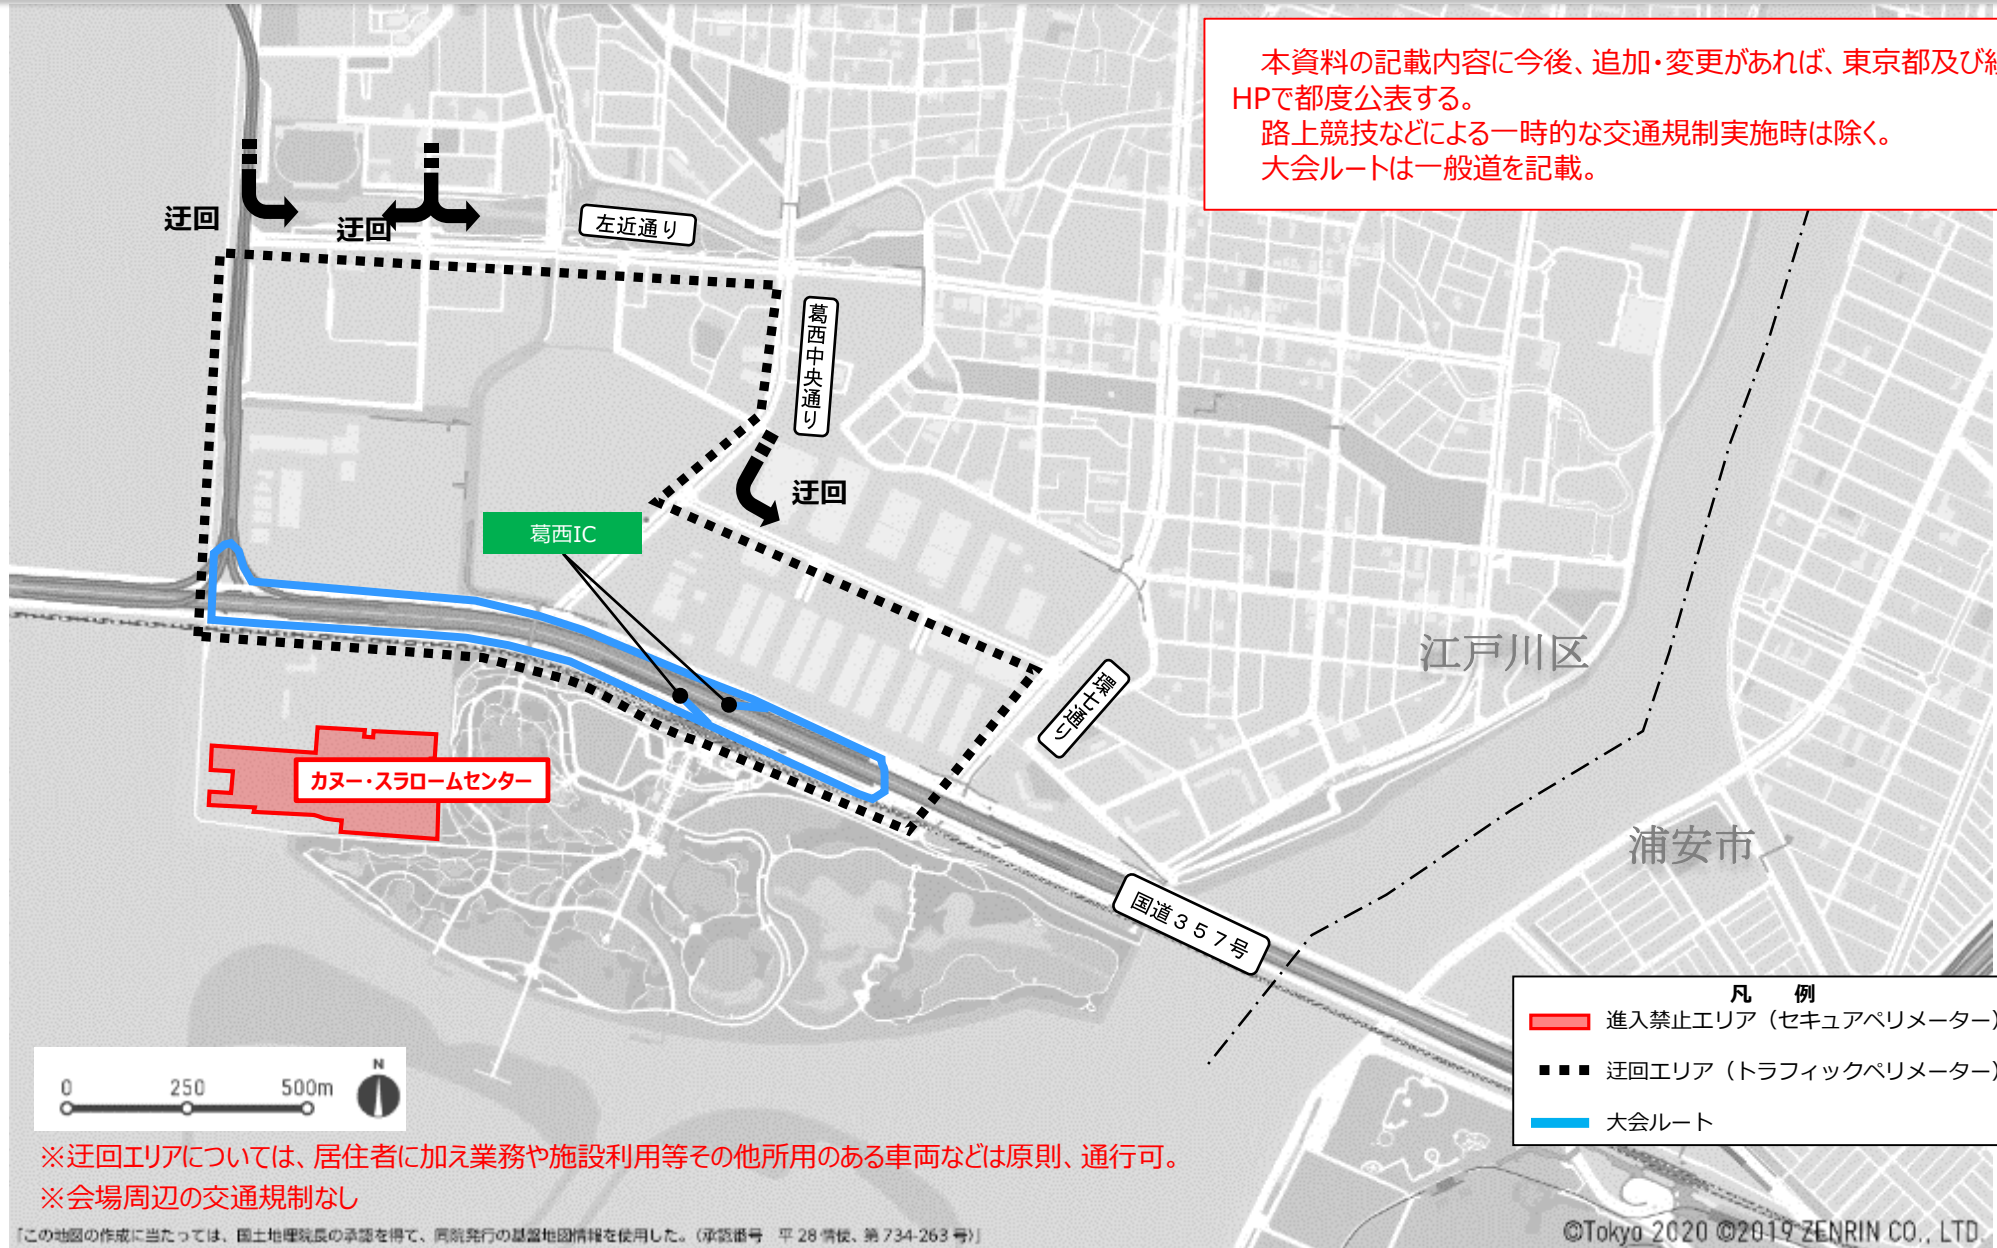 本資料の記載内容に今後、追加・変更があれば、東京都及び
HPで都度公表する。
路上競技などによる一時的な交通規制実施時は除く。
大会ルートは一般道を記載。
迂回
迂回
左近通り
葛西中央通り
迂回
葛西IC
環七通り
江戸川区
カヌー・スラロームセンター
浦安市
国道３５７号
凡　例
進入禁止エリア（セキュアペリメーター）
迂回エリア（トラフィックペリメーター）
大会ルート
0 250 500m
N
※迂回エリアについては、居住者に加え業務や施設利用等その他所用のある車両などは原則、通行可。
※会場周辺の交通規制なし
「この地図の作成に当たっては、国土地理院長の承認を得て、同院発行の基盤地図情報を使用した。（承認番号　平 28 情使、第 734-263 号）」
©Tokyo 2020 ©2019 ZENRIN CO., LTD.